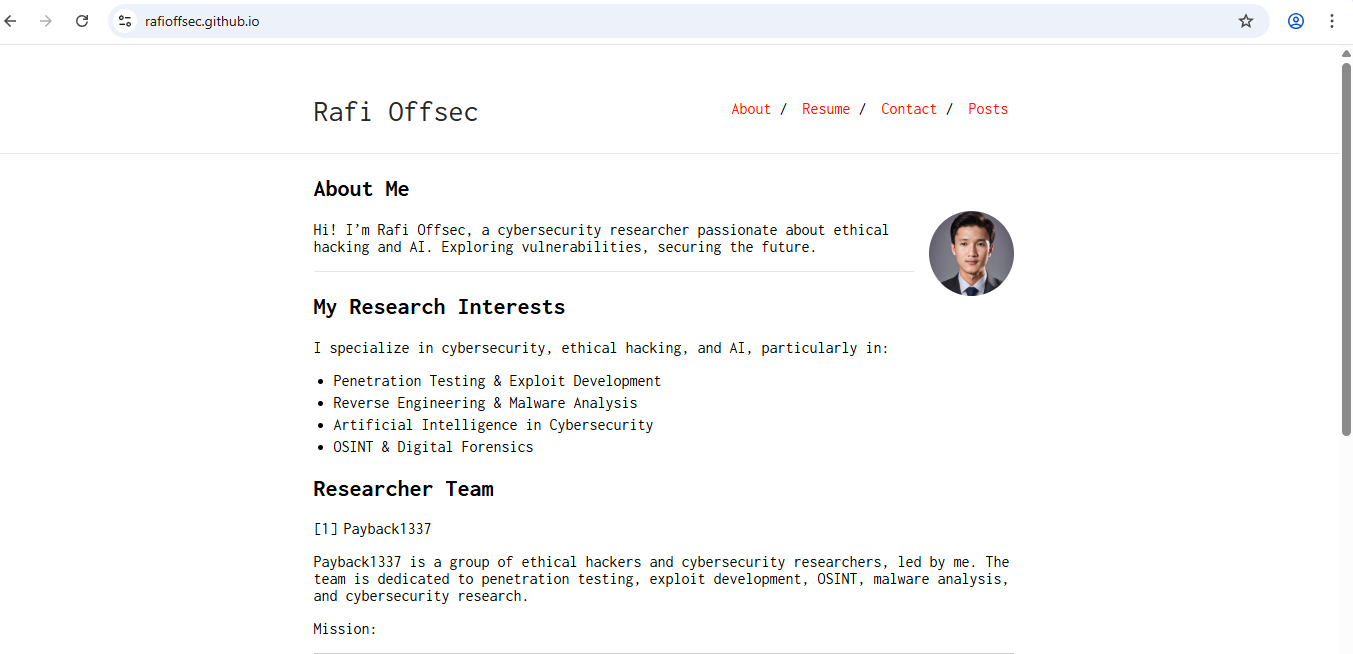 rafioffsec.github.io
Rafi Offsec
About / Resume / Contact / Posts
About Me
Hi! I’m Rafi Offsec, a cybersecurity researcher passionate about ethical
hacking and AI. Exploring vulnerabilities, securing the future.
My Research Interests
I specialize in cybersecurity, ethical hacking, and AI, particularly in:
• Penetration Testing & Exploit Development
• Reverse Engineering & Malware Analysis
• Artificial Intelligence in Cybersecurity
• OSINT & Digital Forensics
Researcher Team
[1] Payback1337
Payback1337 is a group of ethical hackers and cybersecurity researchers, led by me. The
team is dedicated to penetration testing, exploit development, OSINT, malware analysis,
and cybersecurity research.
Mission: